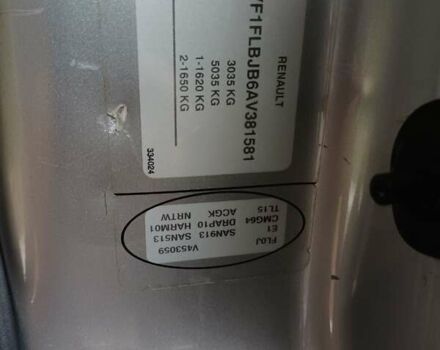 RENAULT
VF1FLBJB6AV381581
3035 KG
5035 KG
1-1620 KG
2-1650 KG
334024
FL0J SAN913 SAN513 V453059
E1 DRAP10 HARM01
CMG64 ACGK NRTW
TL15